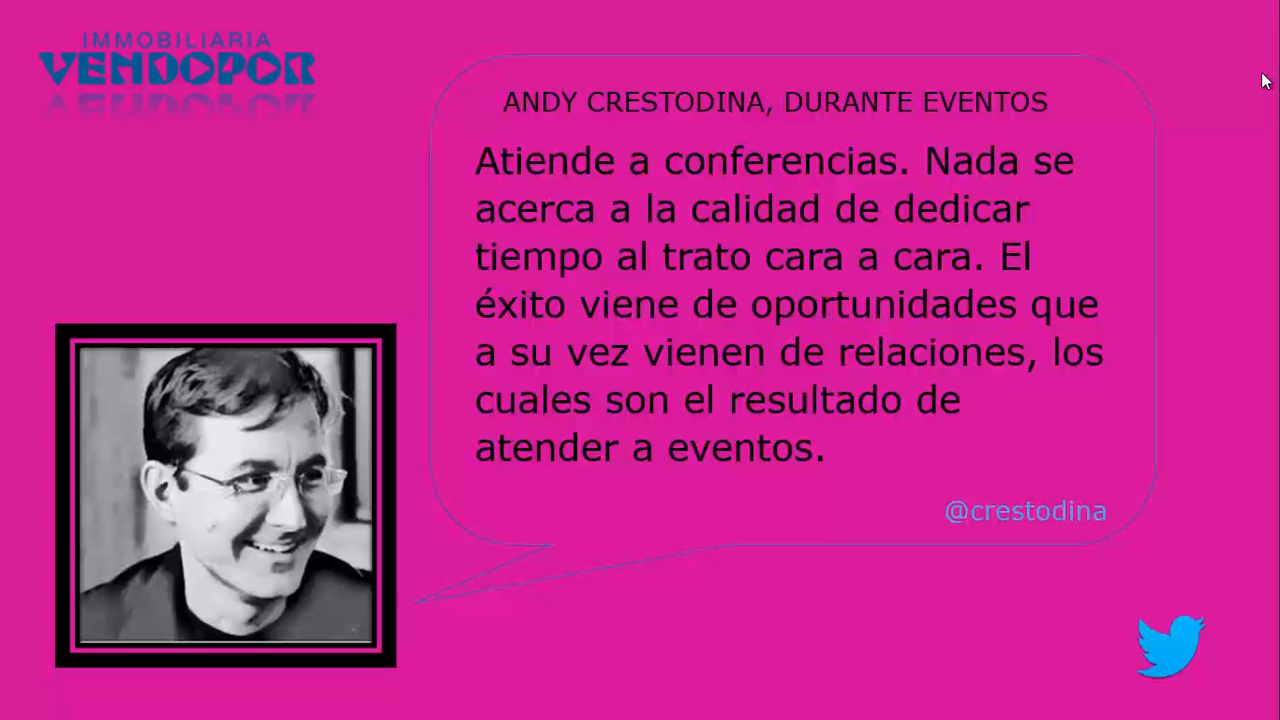 IMMOBILIARIA
VENDOPOR
ANDY CRESTODINA, DURANTE EVENTOS
Atiende a conferencias. Nada se
acerca a la calidad de dedicar
tiempo al trato cara a cara. El
éxito viene de oportunidades que
a su vez vienen de relaciones, los
cuales son el resultado de
atender a eventos.
@crestodina